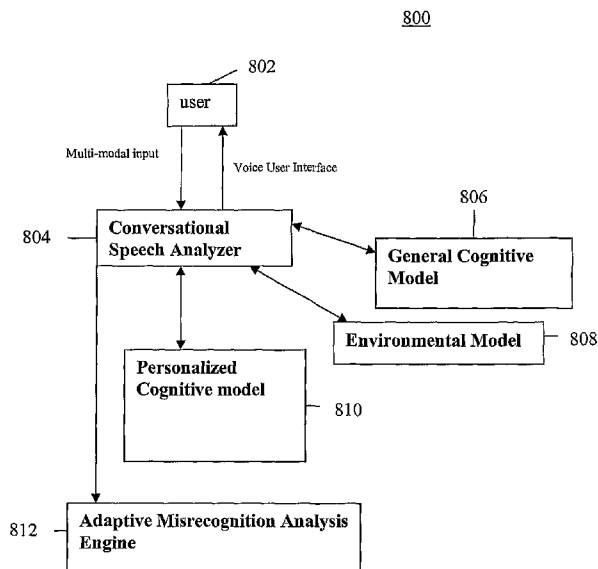 800
802
user
Multi-modal input
Voice User Interface
806
804
Conversational
Speech Analyzer
General Cognitive
Model
Environmental Model
808
Personalized
Cognitive model
810
812
Adaptive Misrecognition Analysis
Engine